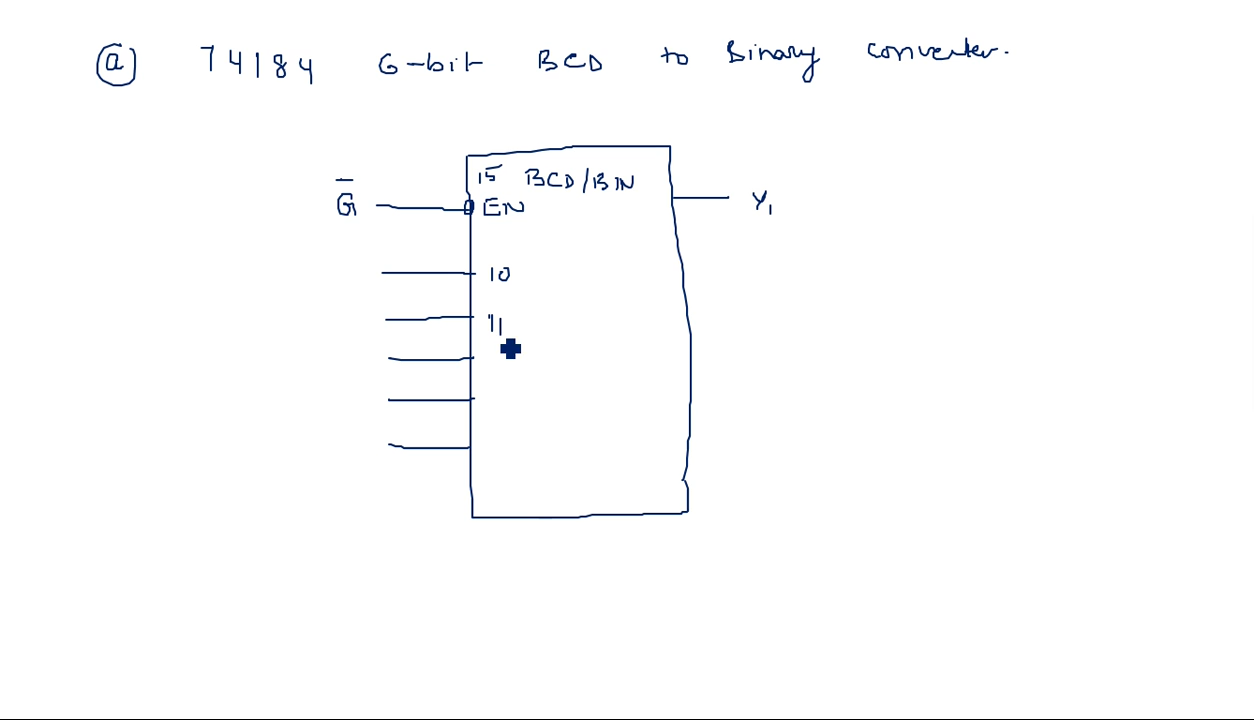 ⓐ 74184 6-bit BCD to Binary converter.
15 BCD/BIN
G̅ EN Y₁
10
11